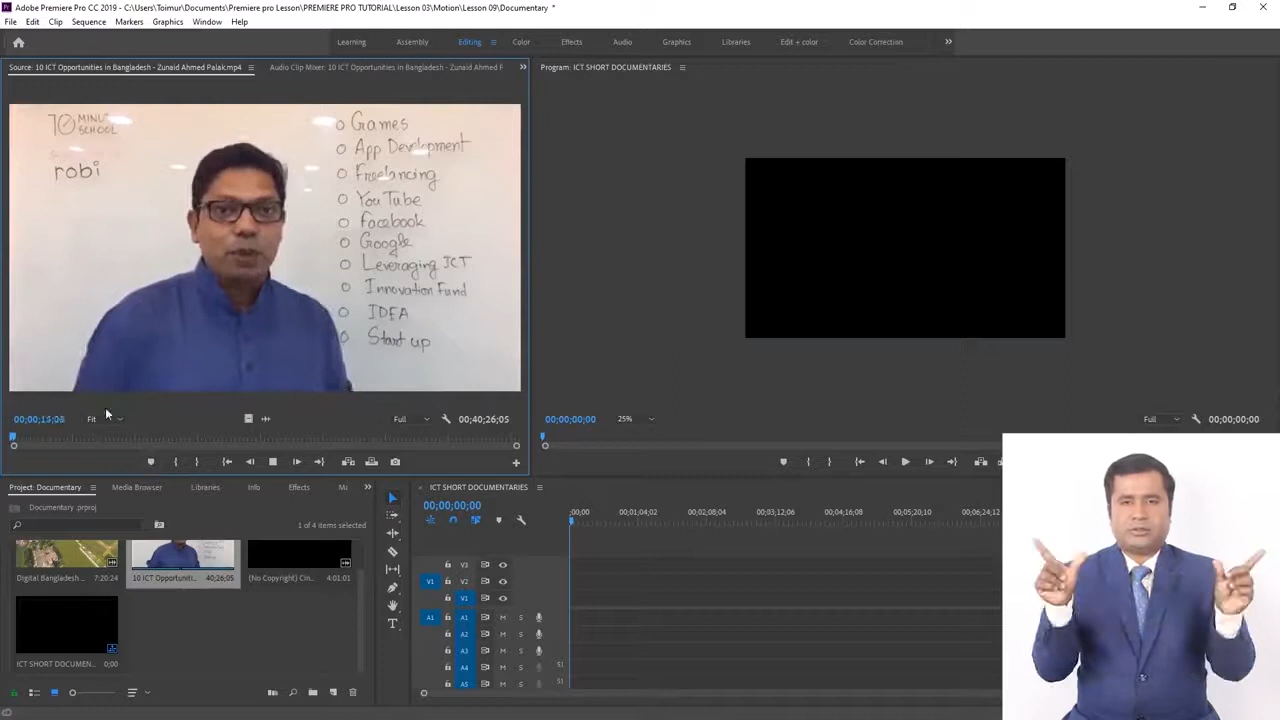 Adobe Premiere Pro CC 2019 - C:\Users\Toimur\Documents\Premiere pro Lesson\PREMIERE PRO TUTORIAL\Lesson 03\Motion\Lesson 09\Documentary *
File Edit Clip Sequence Markers Graphics Window Help
Learning Assembly Editing Color Effects Audio Graphics Libraries Edit + color Color Correction
Source: 10 ICT Opportunities in Bangladesh - Zunaid Ahmed Palak.mp4 Audio Clip Mixer: 10 ICT Opportunities in Bangladesh - Zunaid Ahmed F Program: ICT SHORT DOCUMENTARIES
10 MINUTE
SCHOOL
robi
Games
App Development
Freelancing
YouTube
Facebook
Google
Leveraging ICT
Innovation Fund
IDEA
Start up
Fit Full 00;40;26;05 00;00;00;00 25% Full 00;00;00;00
Project: Documentary Media Browser Libraries Info Effects
Documentary .prproj
1 of 4 items selected
Digital Bangladesh ... 7;20;24 10 ICT Opportuniti... 40;26;05 (No Copyright) Cin... 4:01:01
ICT SHORT DOCUMEN... 0;00
ICT SHORT DOCUMENTARIES
00;00;00;00
;00;00 00;01;04;02 00;02;08;04 00;03;12;06 00;04;16;08 00;05;20;10 00;06;24;12
V3
V1 V2
V1
A1 A1 M S
A2 M S
A3 M S
A4 M S S1
A5 M S S1